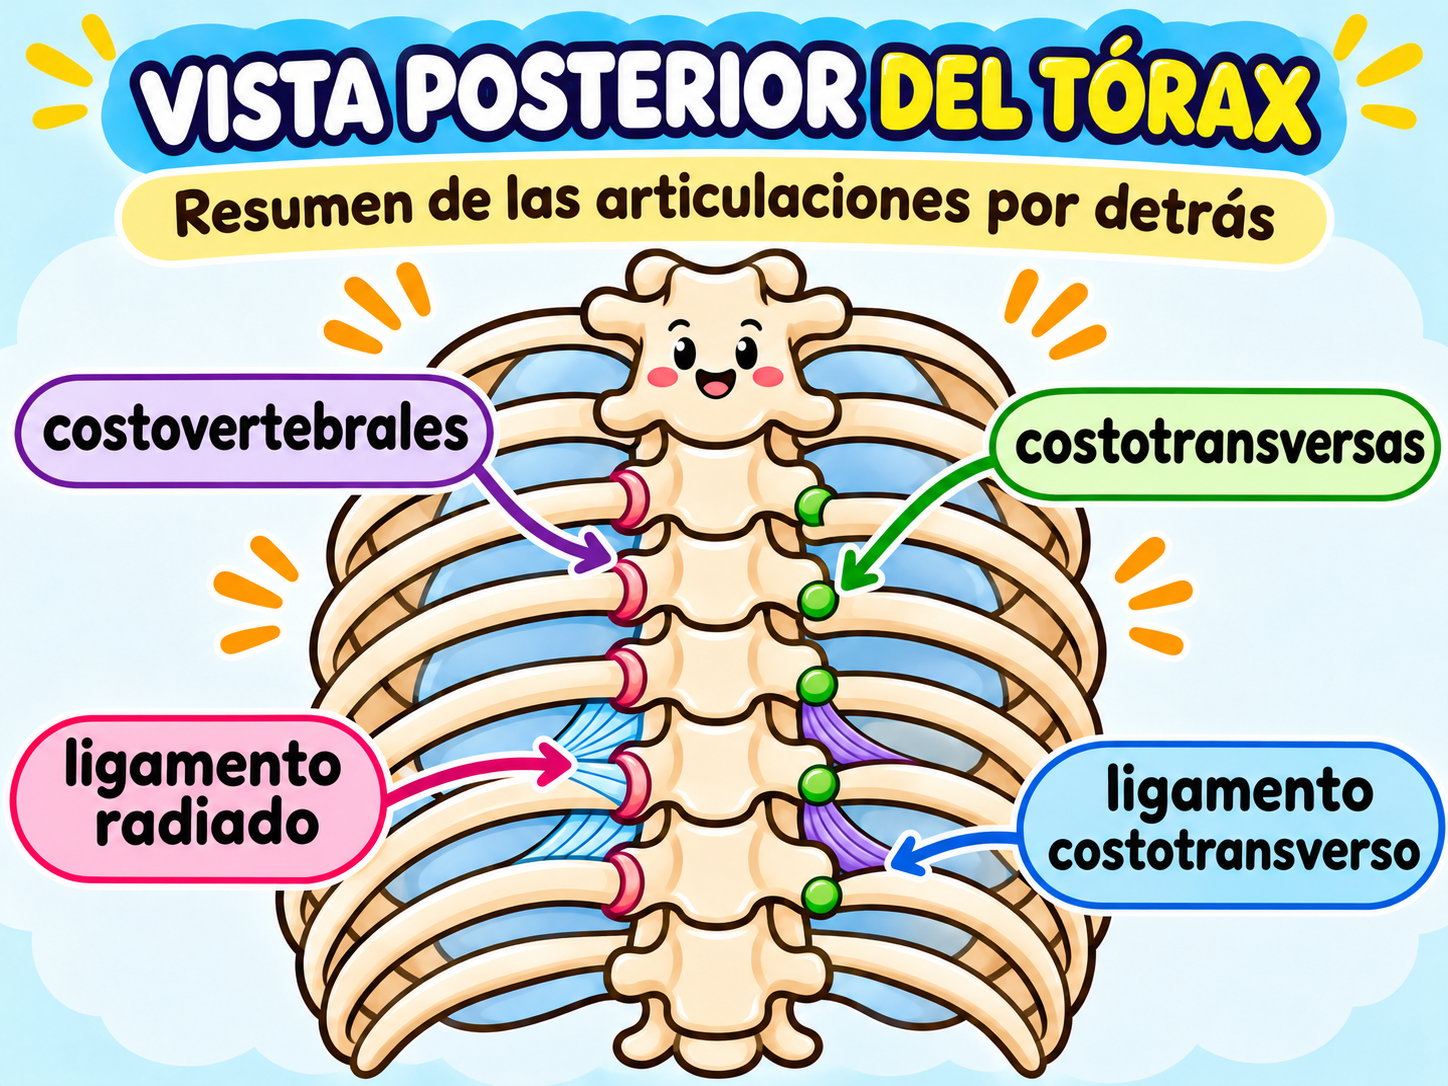 VISTA POSTERIOR DEL TÓRAX
Resumen de las articulaciones por detrás
costovertebrales
costotransversas
ligamento
radiado
ligamento
costotransverso